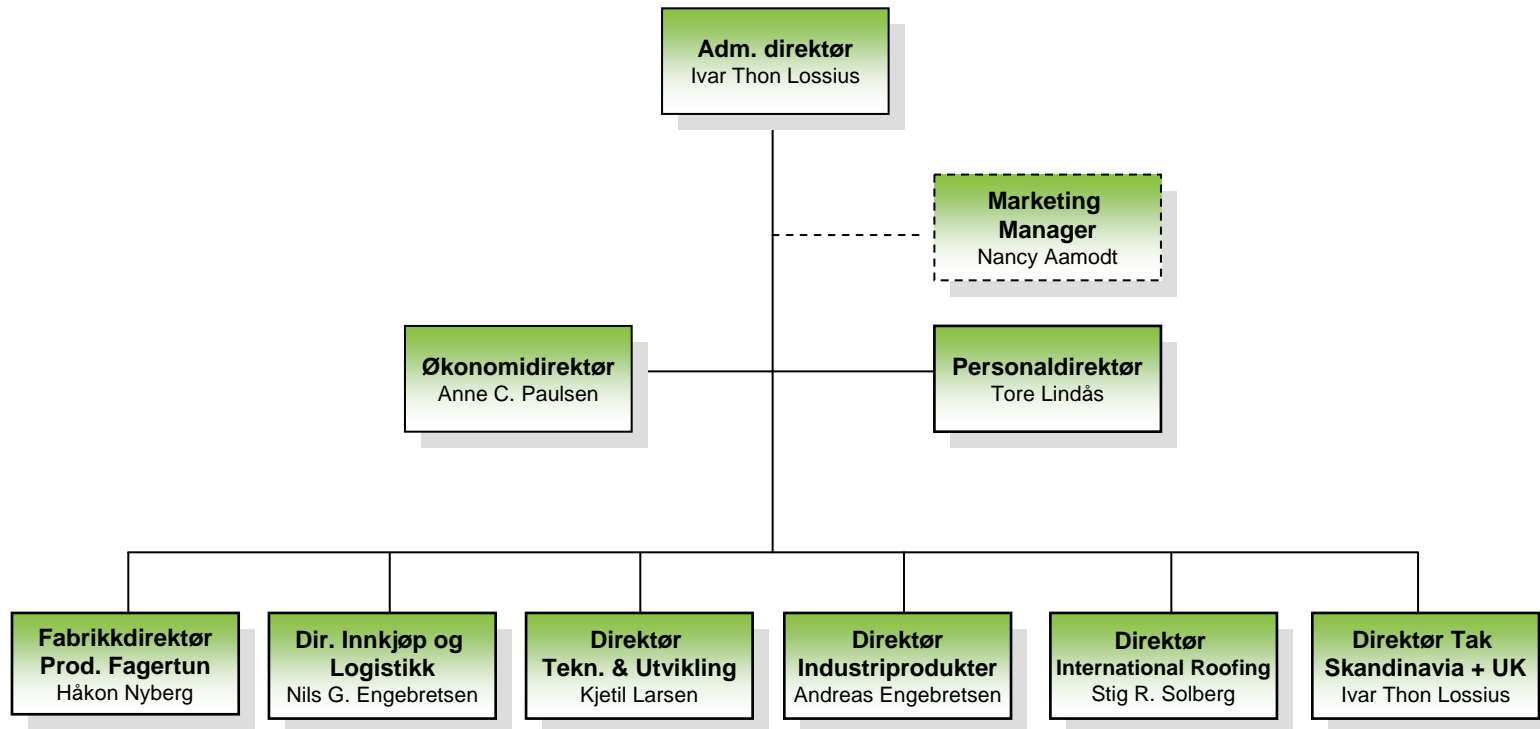 Adm. direktør
Ivar Thon Lossius
Marketing
Manager
Nancy Aamodt
Økonomidirektør
Anne C. Paulsen
Personaldirektør
Tore Lindås
Fabrikkdirektør
Prod. Fagertun
Håkon Nyberg
Dir. Innkjøp og
Logistikk
Nils G. Engebretsen
Direktør
Tekn. & Utvikling
Kjetil Larsen
Direktør
Industriprodukter
Andreas Engebretsen
Direktør
International Roofing
Stig R. Solberg
Direktør Tak
Skandinavia + UK
Ivar Thon Lossius